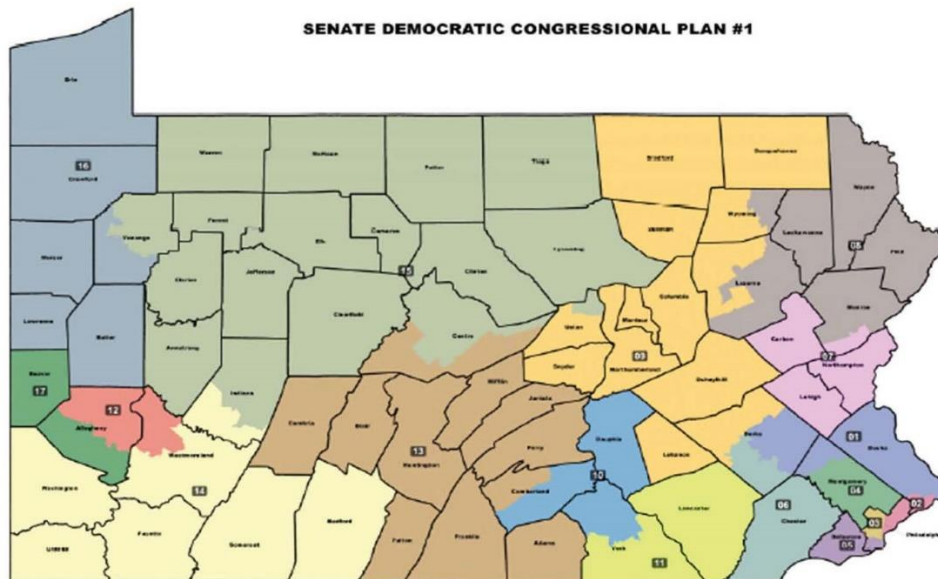 SENATE DEMOCRATIC CONGRESSIONAL PLAN #1
Erie
Warren
McKean
Potter
Tioga
Bradford
Susquehanna
Wayne
16
Crawford
Wyoming
Venango
Forest
Elk
Cameron
Lycoming
Lackawanna
08
Pike
Mercer
Clarion
Jefferson
15
Clinton
Luzerne
Monroe
Lawrence
Butler
Clearfield
Centre
Union
Montour
Columbia
Carbon
07
Northampton
Armstrong
Snyder
09
Northumberland
Beaver
17
Indiana
Mifflin
Juniata
Schuylkill
Lehigh
12
Allegheny
Cambria
Blair
Huntingdon
13
Perry
Dauphin
Lebanon
Berks
01
Bucks
Westmoreland
14
Cumberland
10
Montgomery
04
Washington
Lancaster
06
Chester
03
02
Philadelphia
Fayette
Somerset
Bedford
Fulton
Franklin
Adams
York
11
Delaware
05